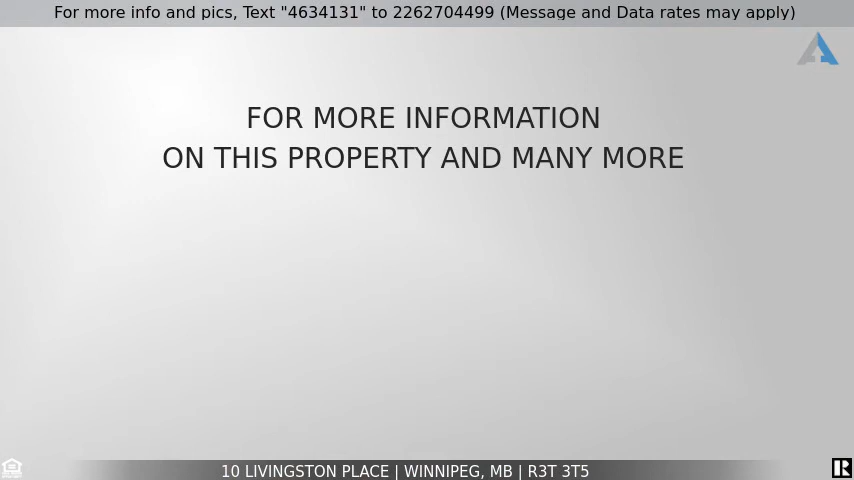 For more info and pics, Text "4634131" to 2262704499 (Message and Data rates may apply)
FOR MORE INFORMATION
ON THIS PROPERTY AND MANY MORE
10 LIVINGSTON PLACE | WINNIPEG, MB | R3T 3T5